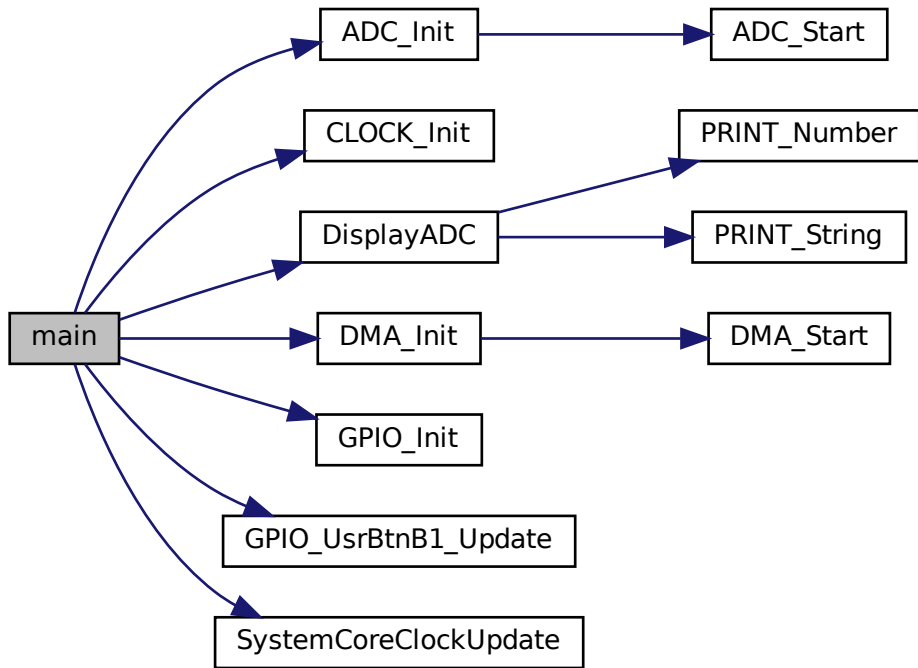 ADC_Init
ADC_Start
CLOCK_Init
PRINT_Number
DisplayADC
PRINT_String
main
DMA_Init
DMA_Start
GPIO_Init
GPIO_UsrBtnB1_Update
SystemCoreClockUpdate